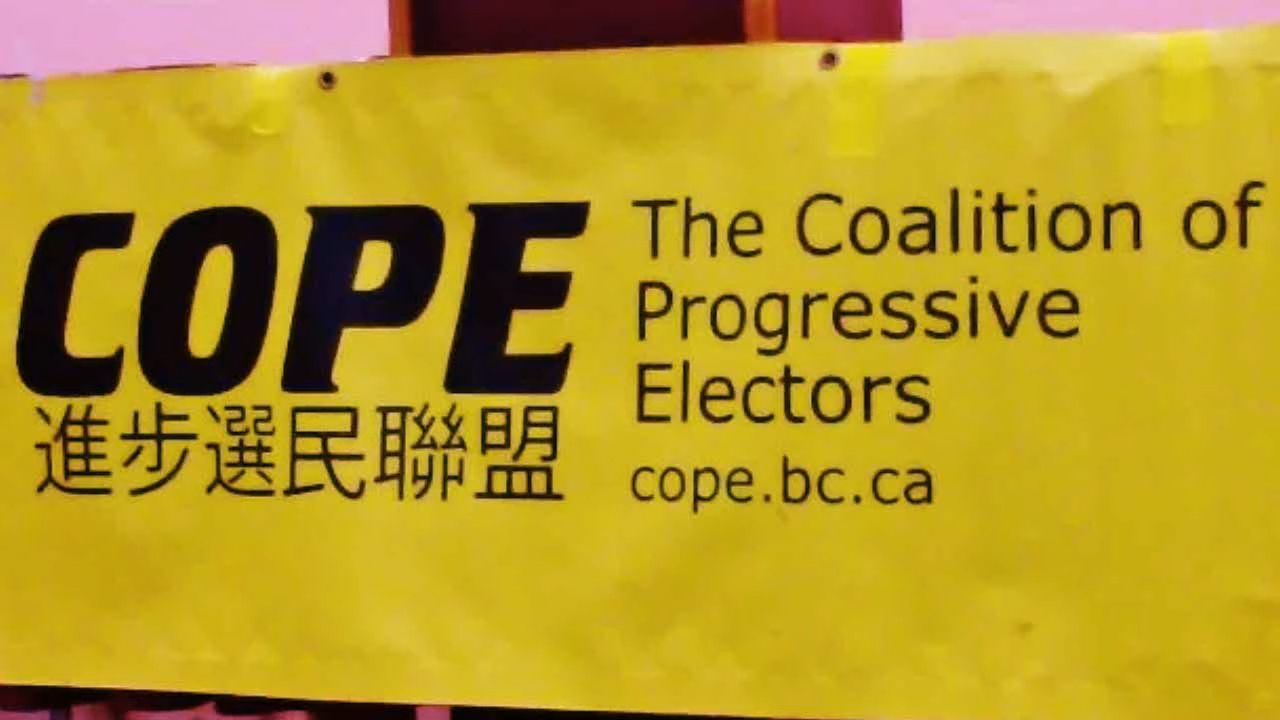 COPE
進步選民聯盟
The Coalition of
Progressive
Electors
cope.bc.ca